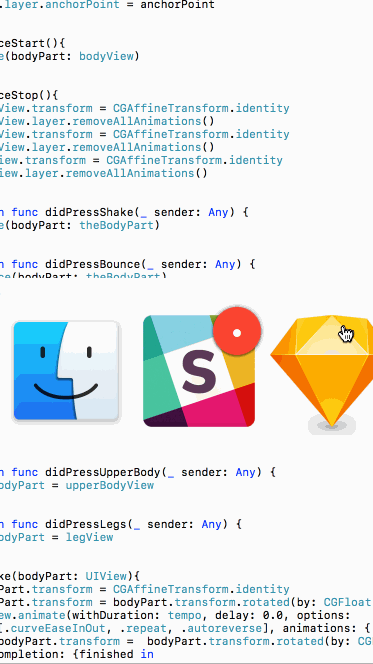 .layer.anchorPoint = anchorPoint
ceStart(){
e(bodyPart: bodyView)
ceStop(){
View.transform = CGAffineTransform.identity
View.layer.removeAllAnimations()
View.transform = CGAffineTransform.identity
View.layer.removeAllAnimations()
iew.transform = CGAffineTransform.identity
iew.layer.removeAllAnimations()
n func didPressShake(_ sender: Any) {
e(bodyPart: theBodyPart)
n func didPressBounce(_ sender: Any) {
ce(bodyPart: theBodyPart)
S
n func didPressUpperBody(_ sender: Any) {
odyPart = upperBodyView
n func didPressLegs(_ sender: Any) {
odyPart = legView
ke(bodyPart: UIView){
Part.transform = CGAffineTransform.identity
Part.transform = bodyPart.transform.rotated(by: CGFloat
ew.animate(withDuration: tempo, delay: 0.0, options:
[.curveEaseInOut, .repeat, .autoreverse], animations: {
bodyPart.transform =  bodyPart.transform.rotated(by: CG
ompletion: {finished in